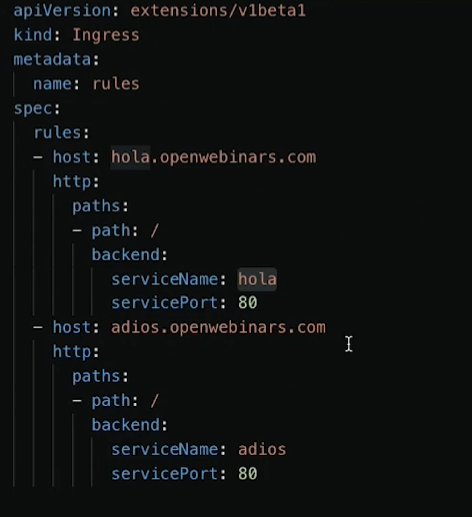 apiVersion: extensions/v1beta1
kind: Ingress
metadata:
  name: rules
spec:
  rules:
  - host: hola.openwebinars.com
    http:
      paths:
      - path: /
        backend:
          serviceName: hola
          servicePort: 80
  - host: adios.openwebinars.com
    http:
      paths:
      - path: /
        backend:
          serviceName: adios
          servicePort: 80